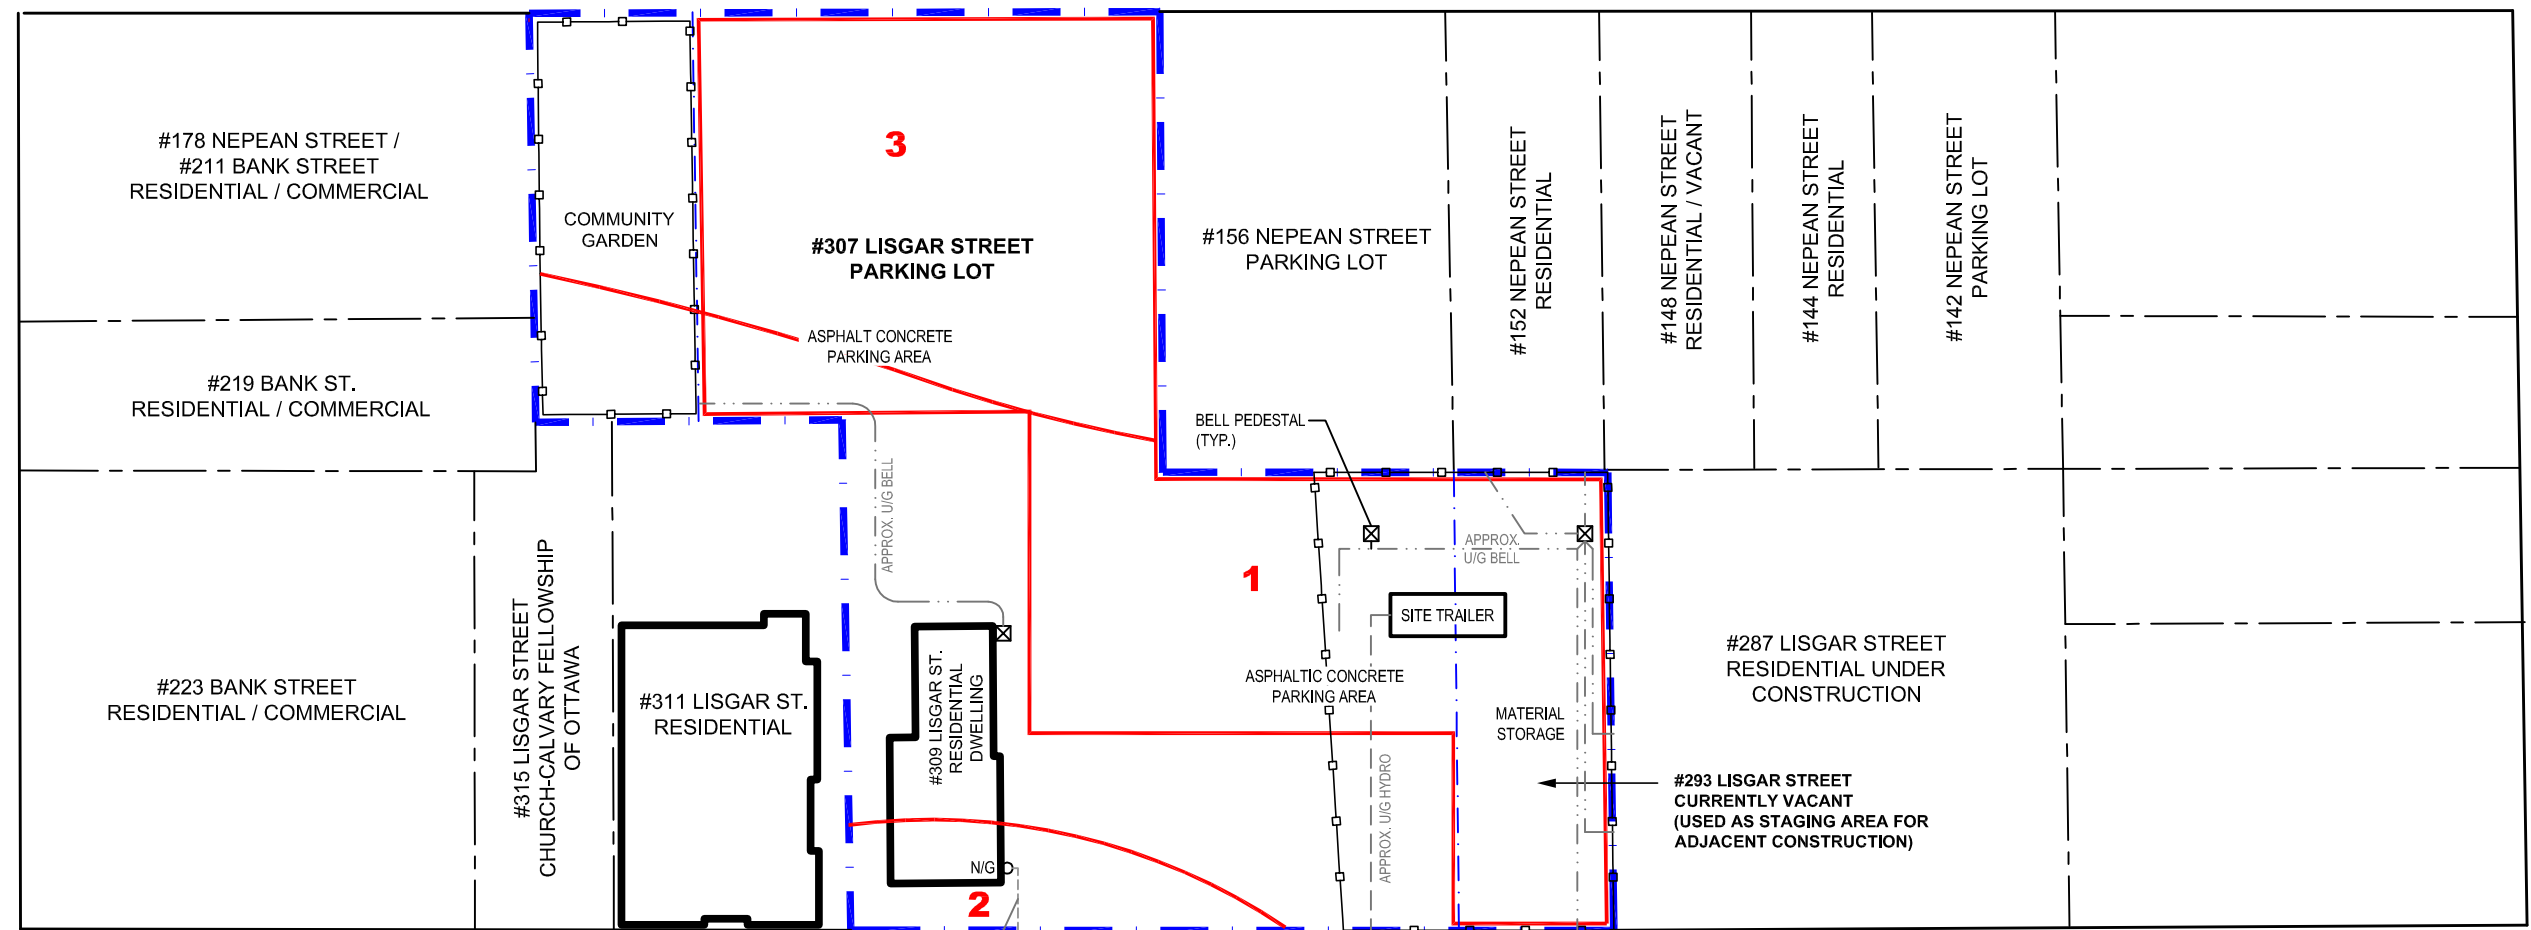 #178 NEPEAN STREET /
#211 BANK STREET
RESIDENTIAL / COMMERCIAL
COMMUNITY
GARDEN
3
#307 LISGAR STREET
PARKING LOT
ASPHALT CONCRETE
PARKING AREA
#156 NEPEAN STREET
PARKING LOT
#152 NEPEAN STREET
RESIDENTIAL
#148 NEPEAN STREET
RESIDENTIAL / VACANT
#144 NEPEAN STREET
RESIDENTIAL
#142 NEPEAN STREET
PARKING LOT
#219 BANK ST.
RESIDENTIAL / COMMERCIAL
BELL PEDESTAL
(TYP.)
APPROX. U/G BELL
APPROX.
U/G BELL
1
SITE TRAILER
#223 BANK STREET
RESIDENTIAL / COMMERCIAL
#315 LISGAR STREET
CHURCH-CALVARY FELLOWSHIP
OF OTTAWA
#311 LISGAR ST.
RESIDENTIAL
#309 LISGAR ST.
RESIDENTIAL
DWELLING
ASPHALTIC CONCRETE
PARKING AREA
MATERIAL
STORAGE
#287 LISGAR STREET
RESIDENTIAL UNDER
CONSTRUCTION
#293 LISGAR STREET
CURRENTLY VACANT
(USED AS STAGING AREA FOR
ADJACENT CONSTRUCTION)
APPROX. U/G HYDRO
N/G
2